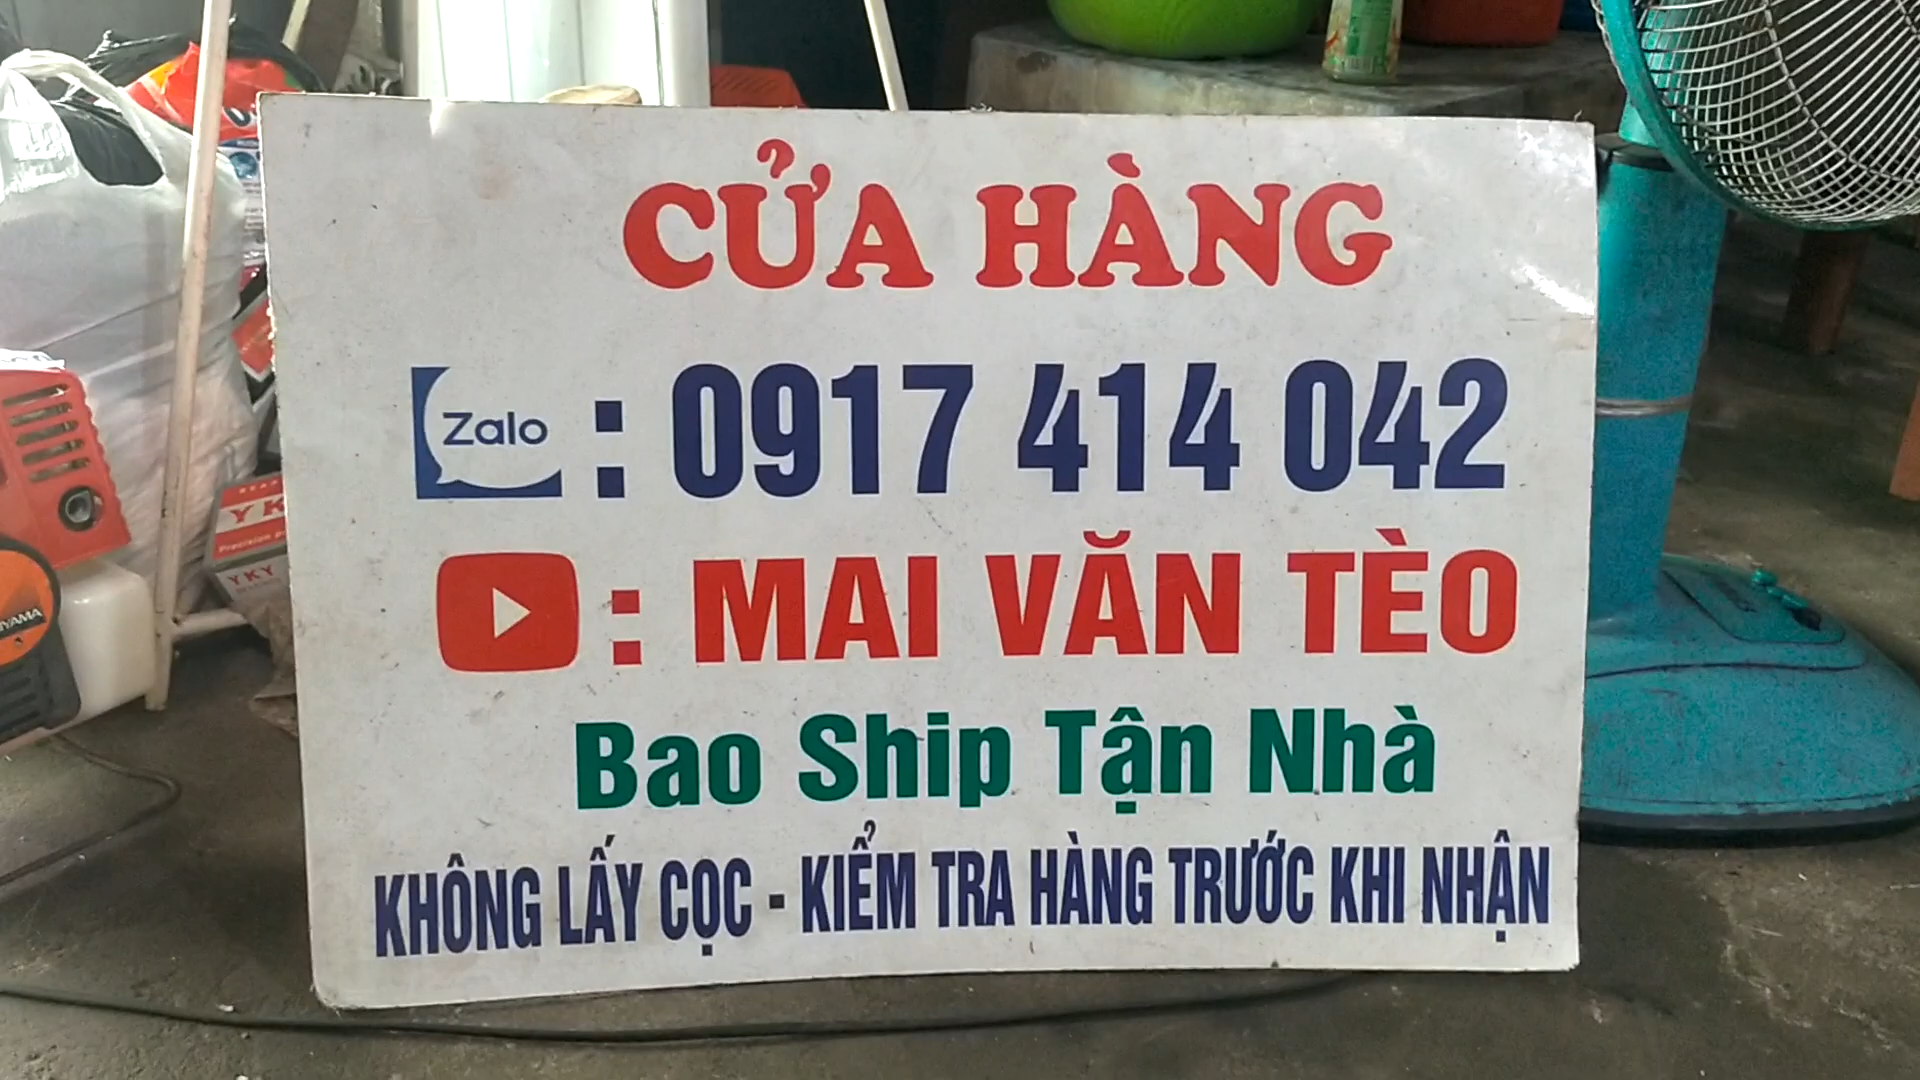 CỬA HÀNG
Zalo : 0917 414 042
: MAI VĂN TÈO
Bao Ship Tận Nhà
KHÔNG LẤY CỌC - KIỂM TRA HÀNG TRƯỚC KHI NHẬN
YKY